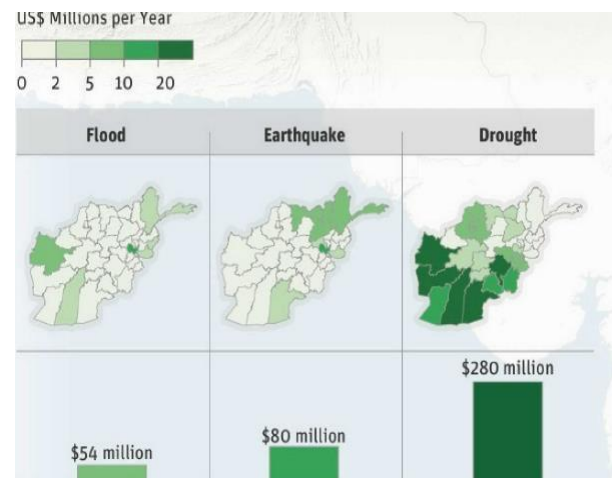 US$ Millions per Year
0 2 5 10 20
Flood Earthquake Drought
$280 million
$80 million
$54 million